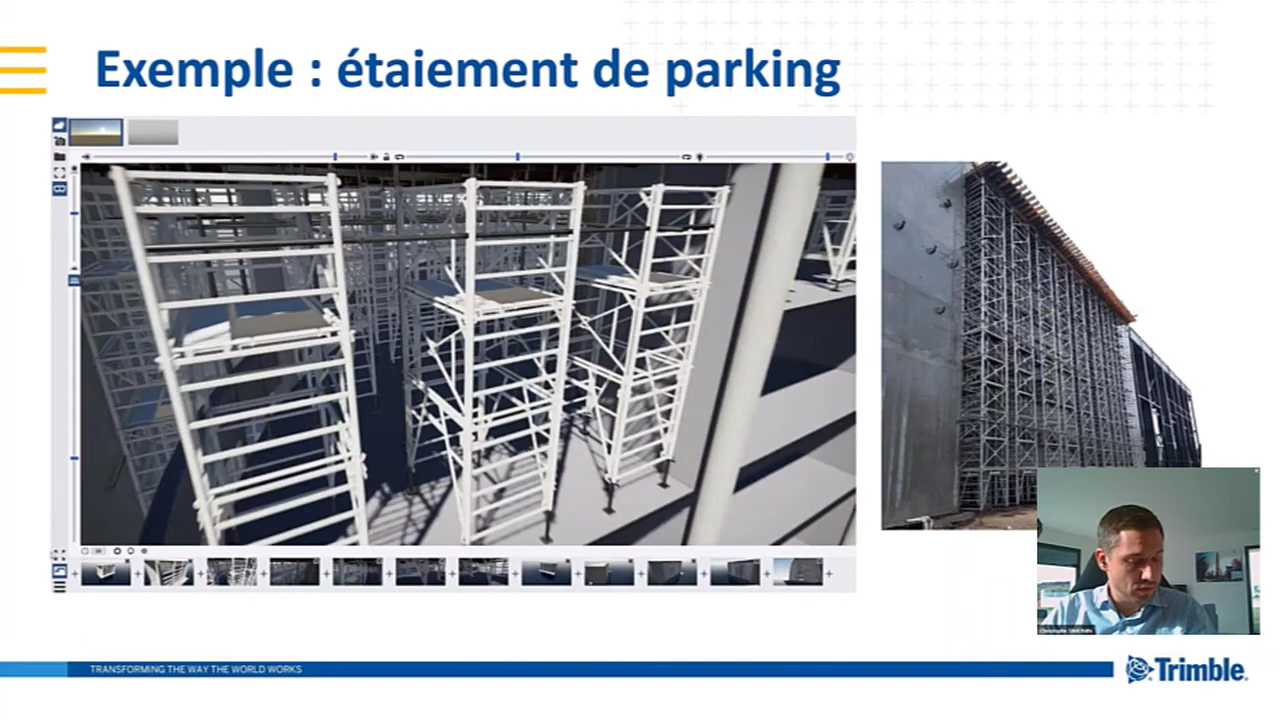 Exemple : étaiement de parking
TRANSFORMING THE WAY THE WORLD WORKS
Trimble